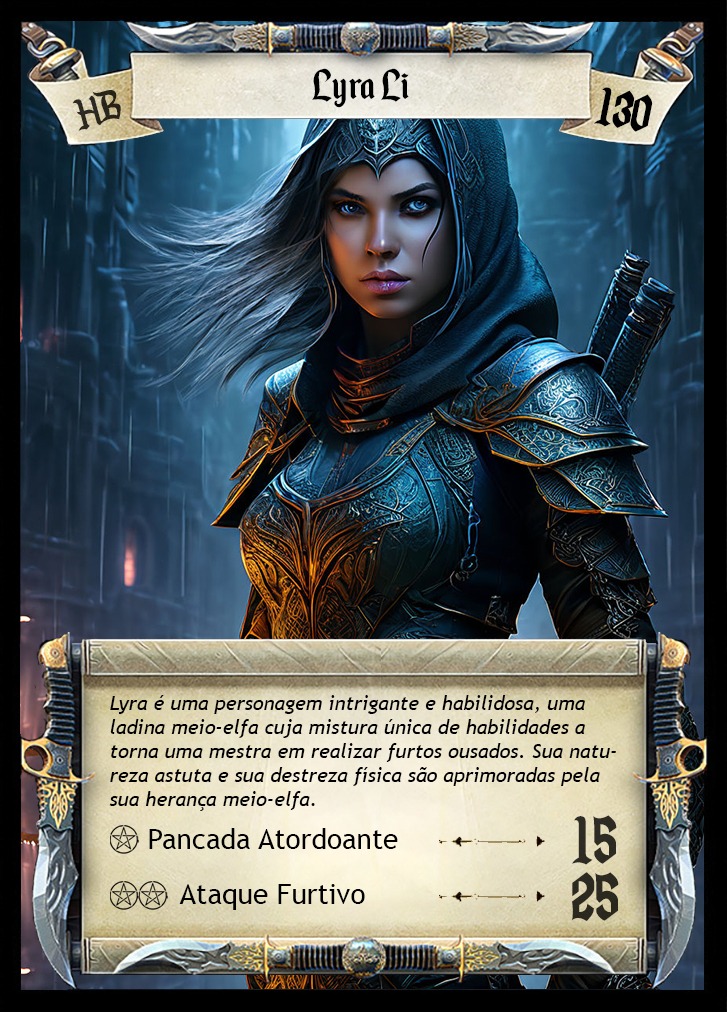 Lyra Li
HB
130
Lyra é uma personagem intrigante e habilidosa, uma
ladina meio-elfa cuja mistura única de habilidades a
torna uma mestra em realizar furtos ousados. Sua natu-
reza astuta e sua destreza física são aprimoradas pela
sua herança meio-elfa.
Pancada Atordoante 15
Ataque Furtivo 25